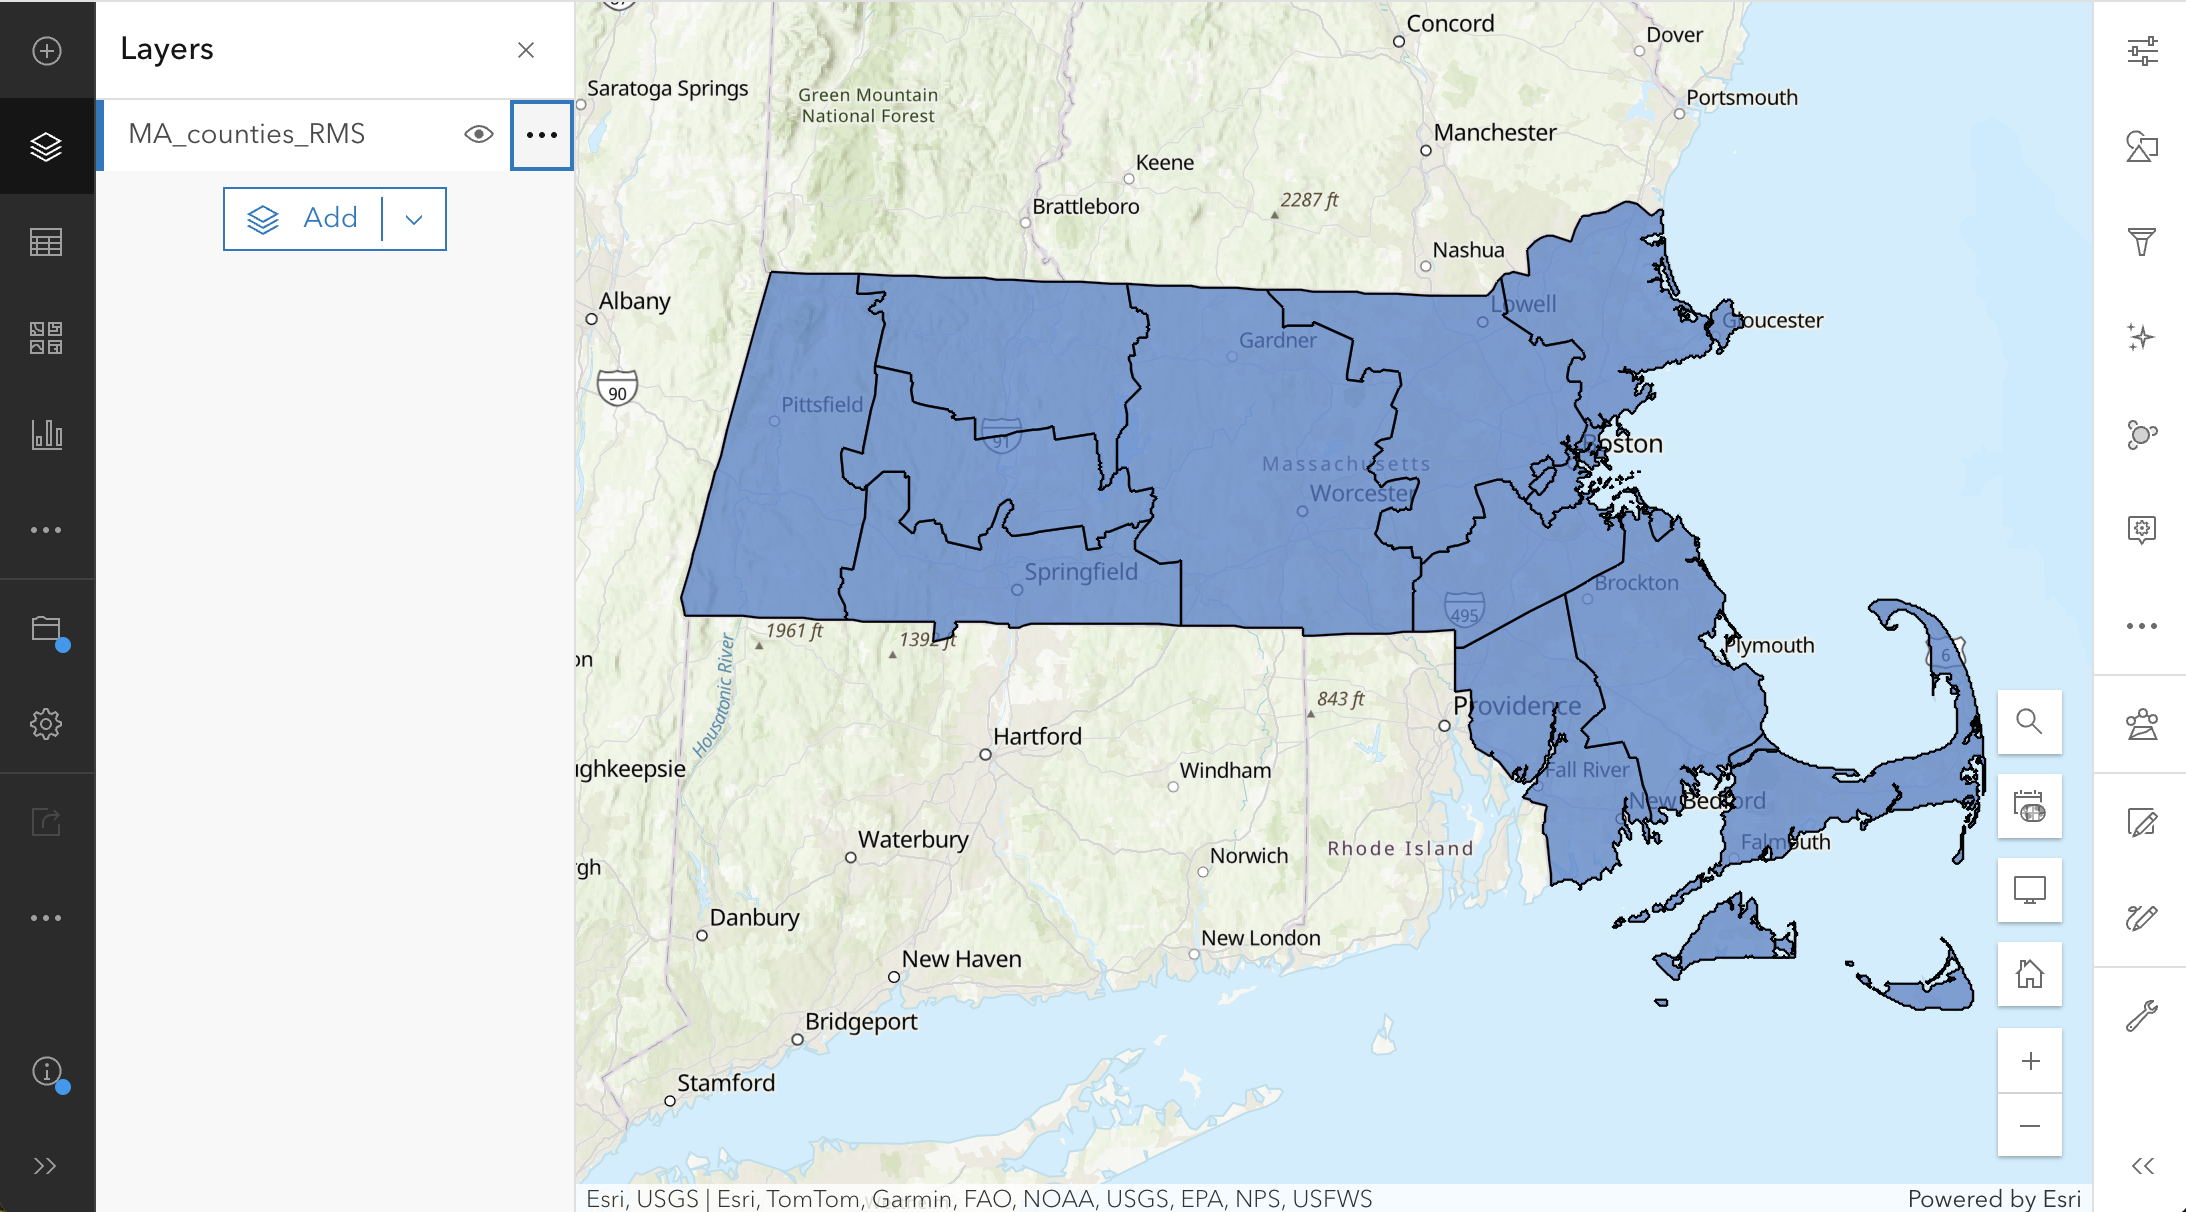 Layers
MA_counties_RMS
Add
Concord
Dover
Saratoga Springs
Green Mountain
National Forest
Portsmouth
Manchester
Keene
2287 ft
Brattleboro
Nashua
Albany
Lowell
Gloucester
Gardner
90
Pittsfield
91
Boston
Massachusetts
Worcester
Springfield
Brockton
495
1961 ft
1392 ft
Plymouth
6
Housatonic River
843 ft
Providence
Hartford
ughkeepsie
Windham
Fall River
New Bedford
Waterbury
Falmouth
Rhode Island
Norwich
gh
Danbury
New London
New Haven
Bridgeport
Stamford
Esri, USGS | Esri, TomTom, Garmin, FAO, NOAA, USGS, EPA, NPS, USFWS
Powered by Esri